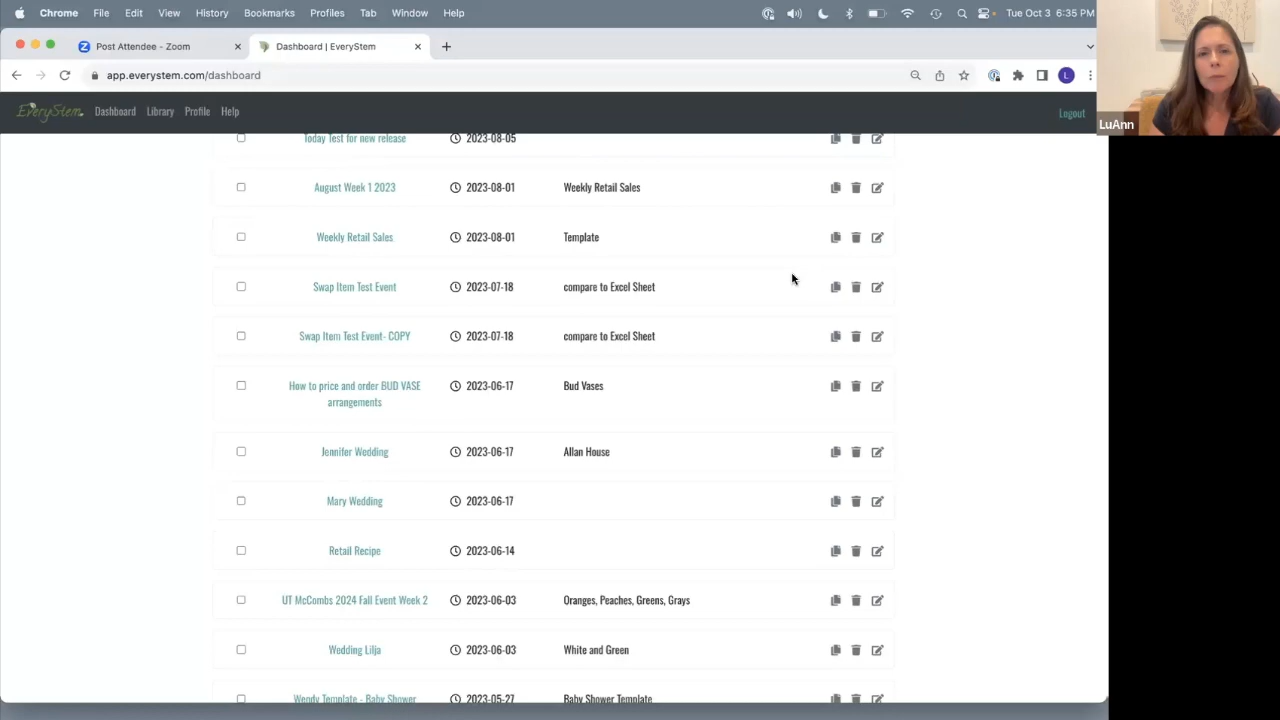 Chrome File Edit View History Bookmarks Profiles Tab Window Help Tue Oct 3 6:35 PM
Post Attendee - Zoom Dashboard | EveryStem
app.everystem.com/dashboard L
EveryStem Dashboard Library Profile Help Logout
LuAnn
Today Test for new release 2023-08-05
August Week 1 2023 2023-08-01 Weekly Retail Sales
Weekly Retail Sales 2023-08-01 Template
Swap Item Test Event 2023-07-18 compare to Excel Sheet
Swap Item Test Event- COPY 2023-07-18 compare to Excel Sheet
How to price and order BUD VASE 2023-06-17 Bud Vases
arrangements
Jennifer Wedding 2023-06-17 Allan House
Mary Wedding 2023-06-17
Retail Recipe 2023-06-14
UT McCombs 2024 Fall Event Week 2 2023-06-03 Oranges, Peaches, Greens, Grays
Wedding Lilja 2023-06-03 White and Green
Wendy Template - Baby Shower 2023-05-27 Baby Shower Template